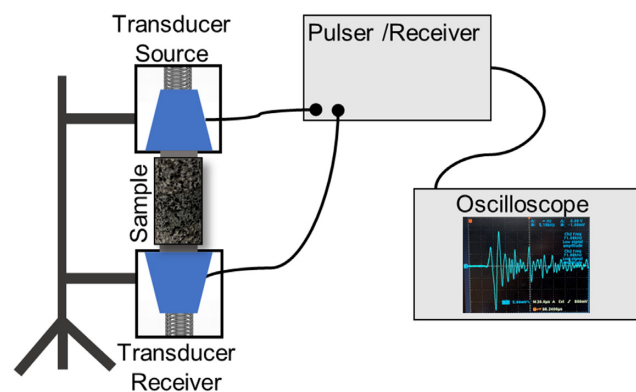 Transducer
Source
Pulser /Receiver
Sample
Oscilloscope
Transducer
Receiver